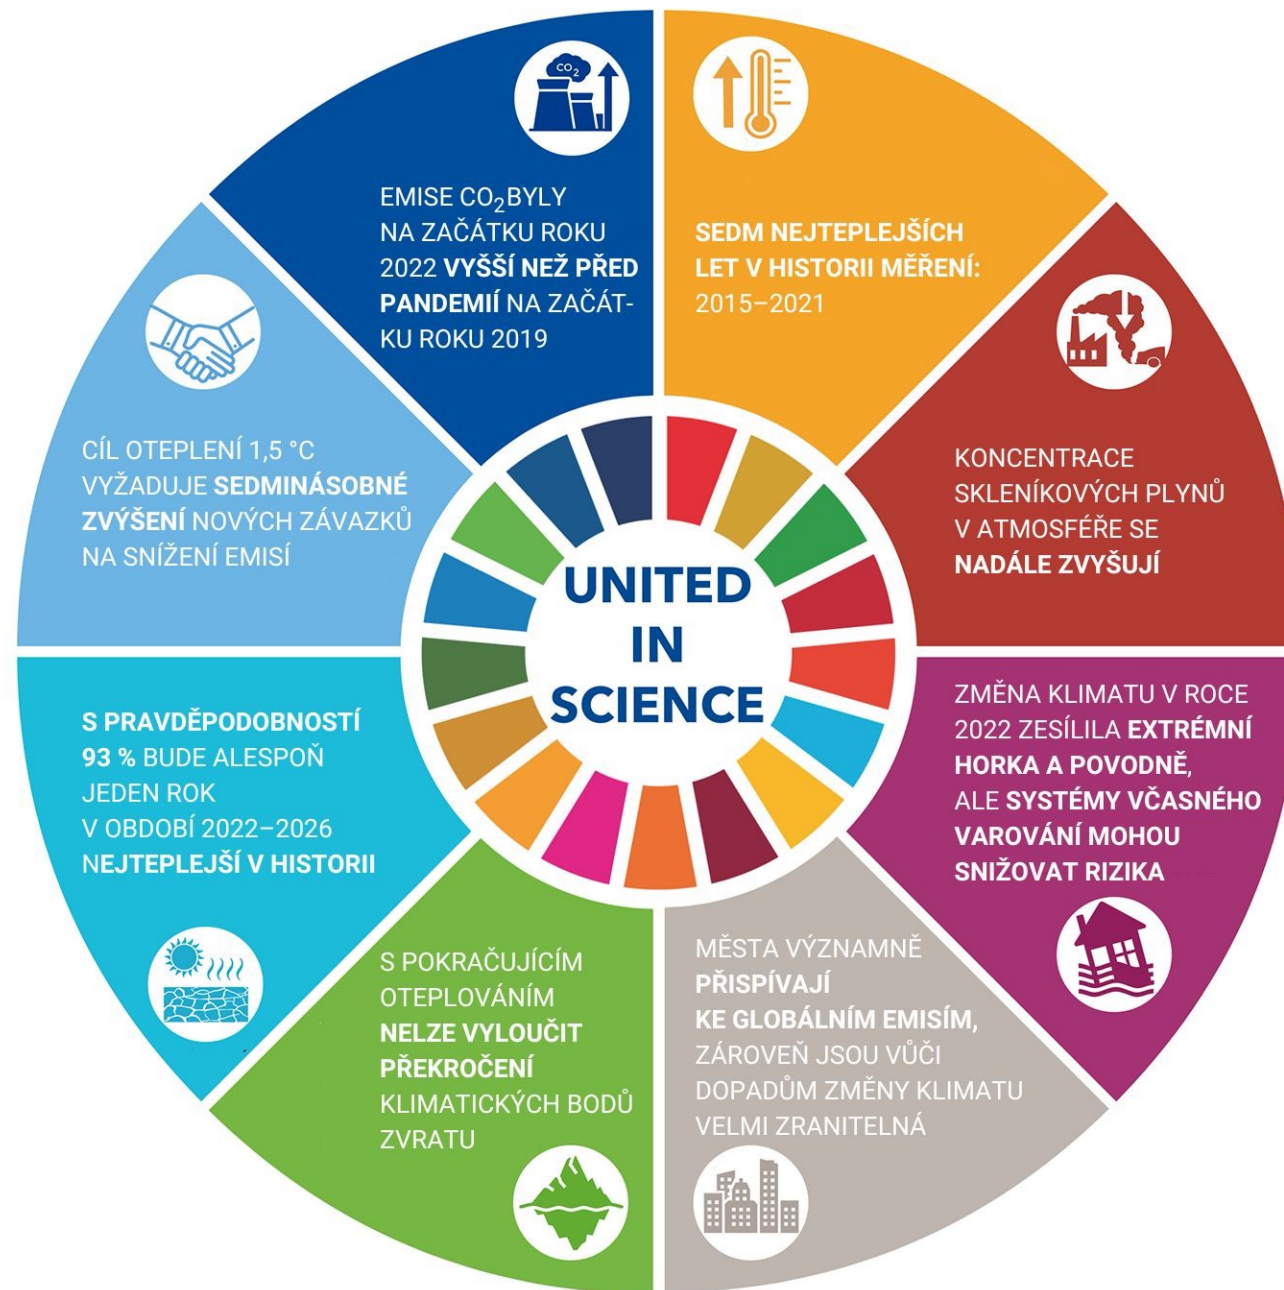 EMISE CO₂BYLY
NA ZAČÁTKU ROKU
2022 VYŠŠÍ NEŽ PŘED
PANDEMIÍ NA ZAČÁT-
KU ROKU 2019
CO₂
SEDM NEJTEPLEJŠÍCH
LET V HISTORII MĚŘENÍ:
2015–2021
KONCENTRACE
SKLENÍKOVÝCH PLYNŮ
V ATMOSFÉŘE SE
NADÁLE ZVYŠUJÍ
ZMĚNA KLIMATU V ROCE
2022 ZESÍLILA EXTRÉMNÍ
HORKA A POVODNĚ,
ALE SYSTÉMY VČASNÉHO
VAROVÁNÍ MOHOU
SNIŽOVAT RIZIKA
MĚSTA VÝZNAMNĚ
PŘISPÍVAJÍ
KE GLOBÁLNÍM EMISÍM,
ZÁROVEŇ JSOU VŮČI
DOPADŮM ZMĚNY KLIMATU
VELMI ZRANITELNÁ
S POKRAČUJÍCÍM
OTEPLOVÁNÍM
NELZE VYLOUČIT
PŘEKROČENÍ
KLIMATICKÝCH BODŮ
ZVRATU
S PRAVDĚPODOBNOSTÍ
93 % BUDE ALESPOŇ
JEDEN ROK
V OBDOBÍ 2022–2026
NEJTEPLEJŠÍ V HISTORII
CÍL OTEPLENÍ 1,5 °C
VYŽADUJE SEDMINÁSOBNÉ
ZVÝŠENÍ NOVÝCH ZÁVAZKŮ
NA SNÍŽENÍ EMISÍ
UNITED
IN
SCIENCE